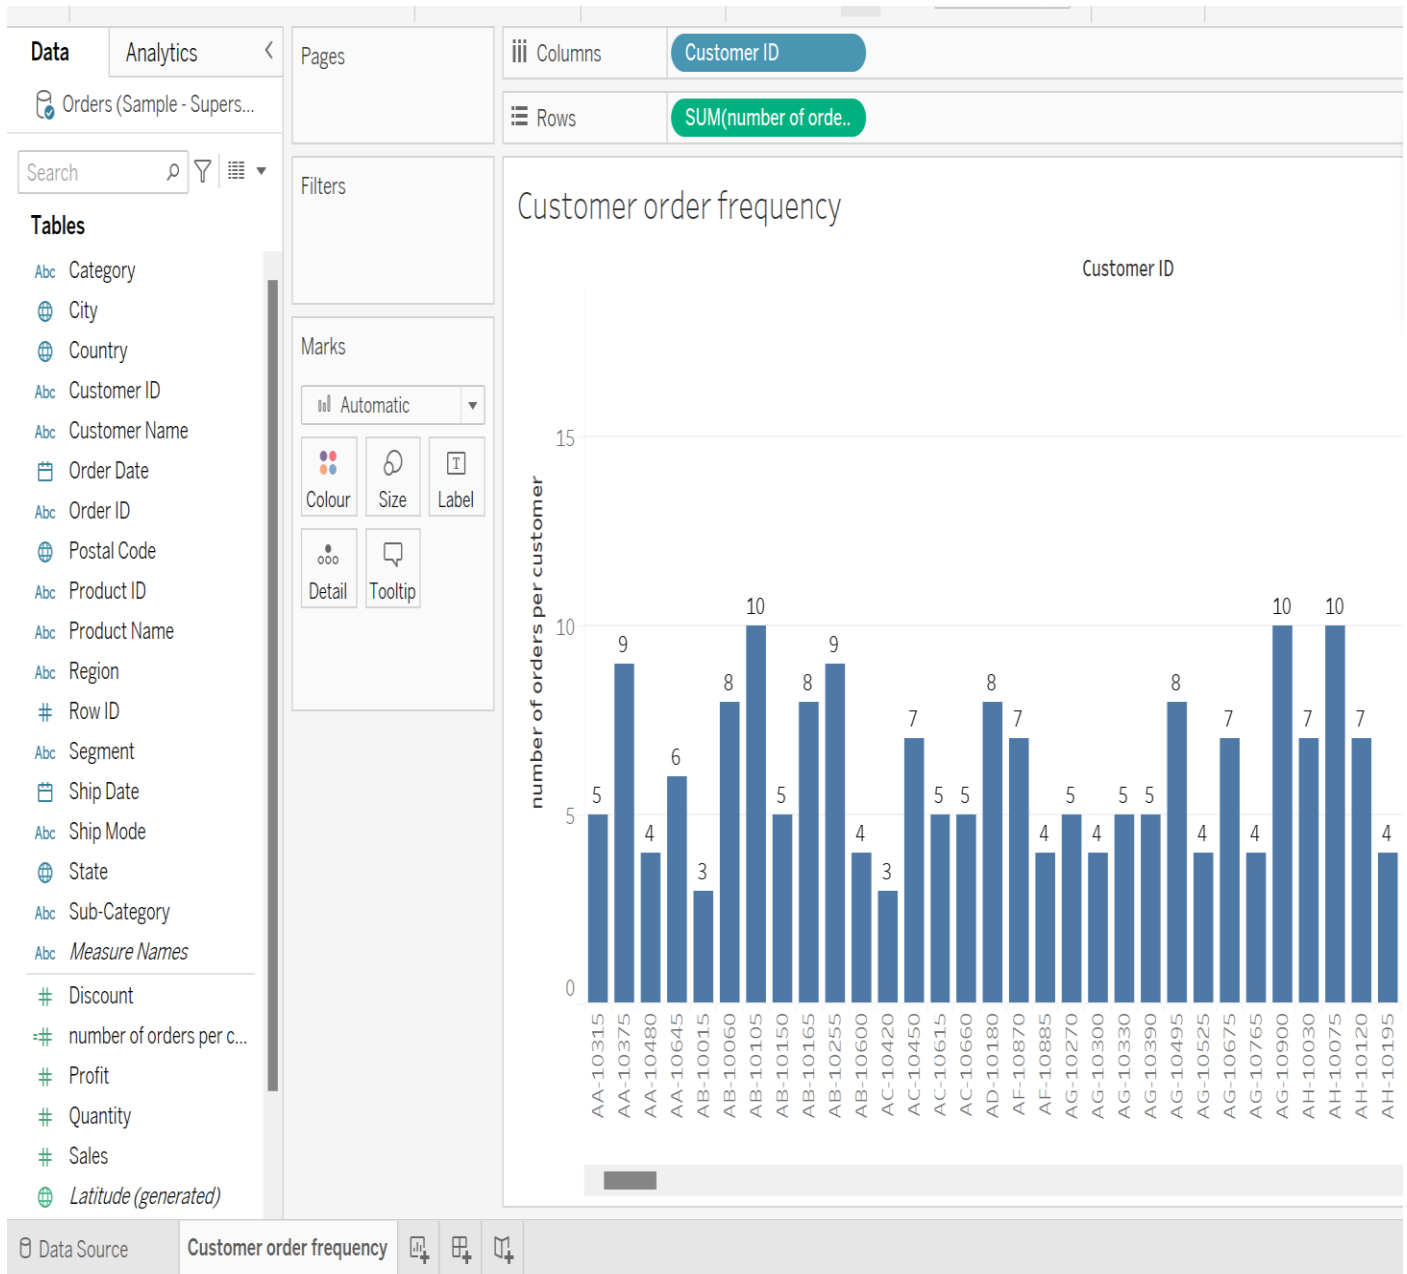 Data
Analytics
Orders (Sample - Supers...
Search
Tables
Abc Category
City
Country
Abc Customer ID
Abc Customer Name
Order Date
Abc Order ID
Postal Code
Abc Product ID
Abc Product Name
Abc Region
# Row ID
Abc Segment
Ship Date
Abc Ship Mode
State
Abc Sub-Category
Abc Measure Names
# Discount
=# number of orders per c...
# Profit
# Quantity
# Sales
Latitude (generated)
Pages
Filters
Marks
Automatic
Colour Size T Label
Detail Tooltip
Columns Customer ID
Rows SUM(number of orde..
Customer order frequency
Customer ID
number of orders per customer
15
10
5
0
5 9 4 6 3 8 10 5 8 9 4 3 7 5 5 8 7 4 5 4 5 5 8 4 7 4 10 7 10 7 4
AA-10315
AA-10375
AA-10480
AA-10645
AB-10015
AB-10060
AB-10105
AB-10150
AB-10165
AB-10255
AB-10600
AC-10420
AC-10450
AC-10615
AC-10660
AD-10180
AF-10870
AF-10885
AG-10270
AG-10300
AG-10330
AG-10390
AG-10495
AG-10525
AG-10675
AG-10765
AG-10900
AH-10030
AH-10075
AH-10120
AH-10195
Data Source
Customer order frequency